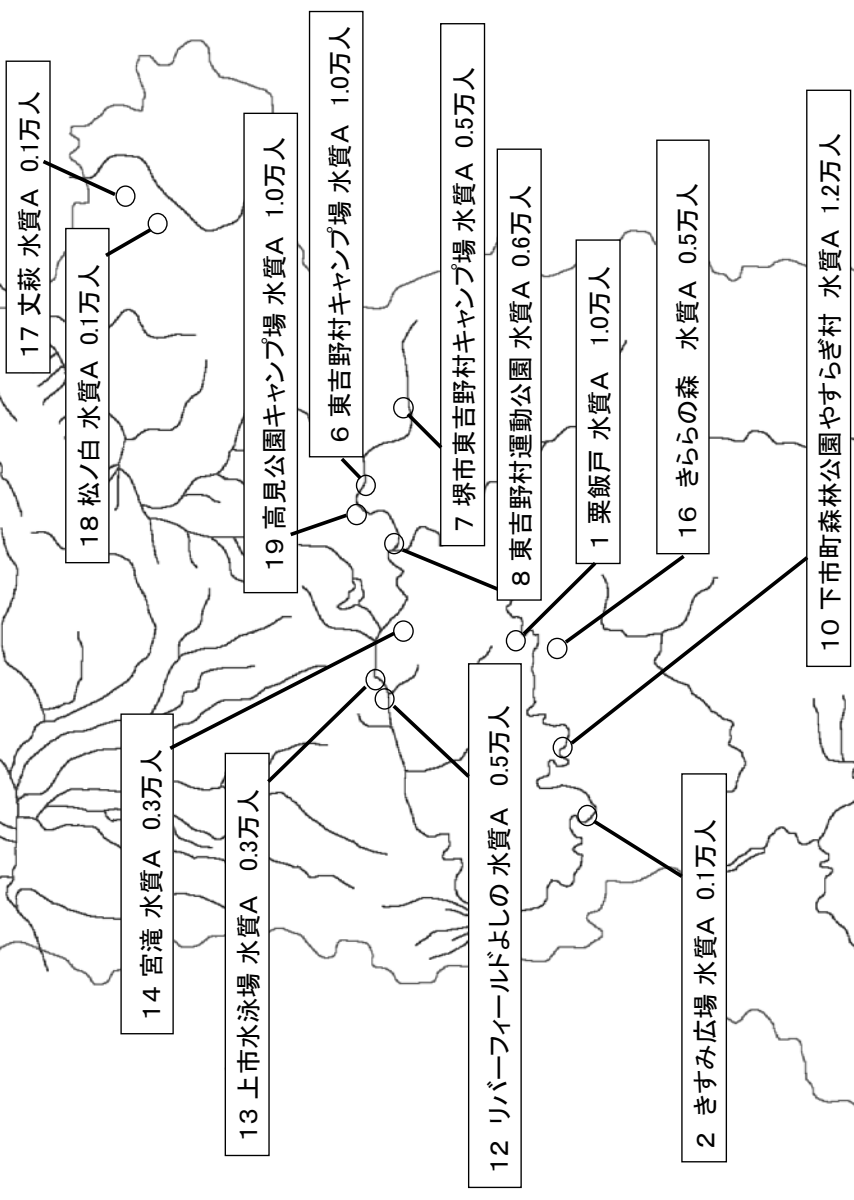 17 丈萩 水質A 0.1万人
18 松ノ白 水質A 0.1万人
19 高見公園キャンプ場 水質A 1.0万人
6 東吉野村キャンプ場 水質A 1.0万人
7 堺市東吉野村キャンプ場 水質A 0.5万人
8 東吉野村運動公園 水質A 0.6万人
1 粟飯戸 水質A 1.0万人
16 きららの森 水質A 0.5万人
10 下市町森林公園やすらぎ村 水質A 1.2万人
14 宮滝 水質A 0.3万人
13 上市水泳場 水質A 0.3万人
12 リバーフィールドよしの 水質A 0.5万人
2 きすみ広場 水質A 0.1万人